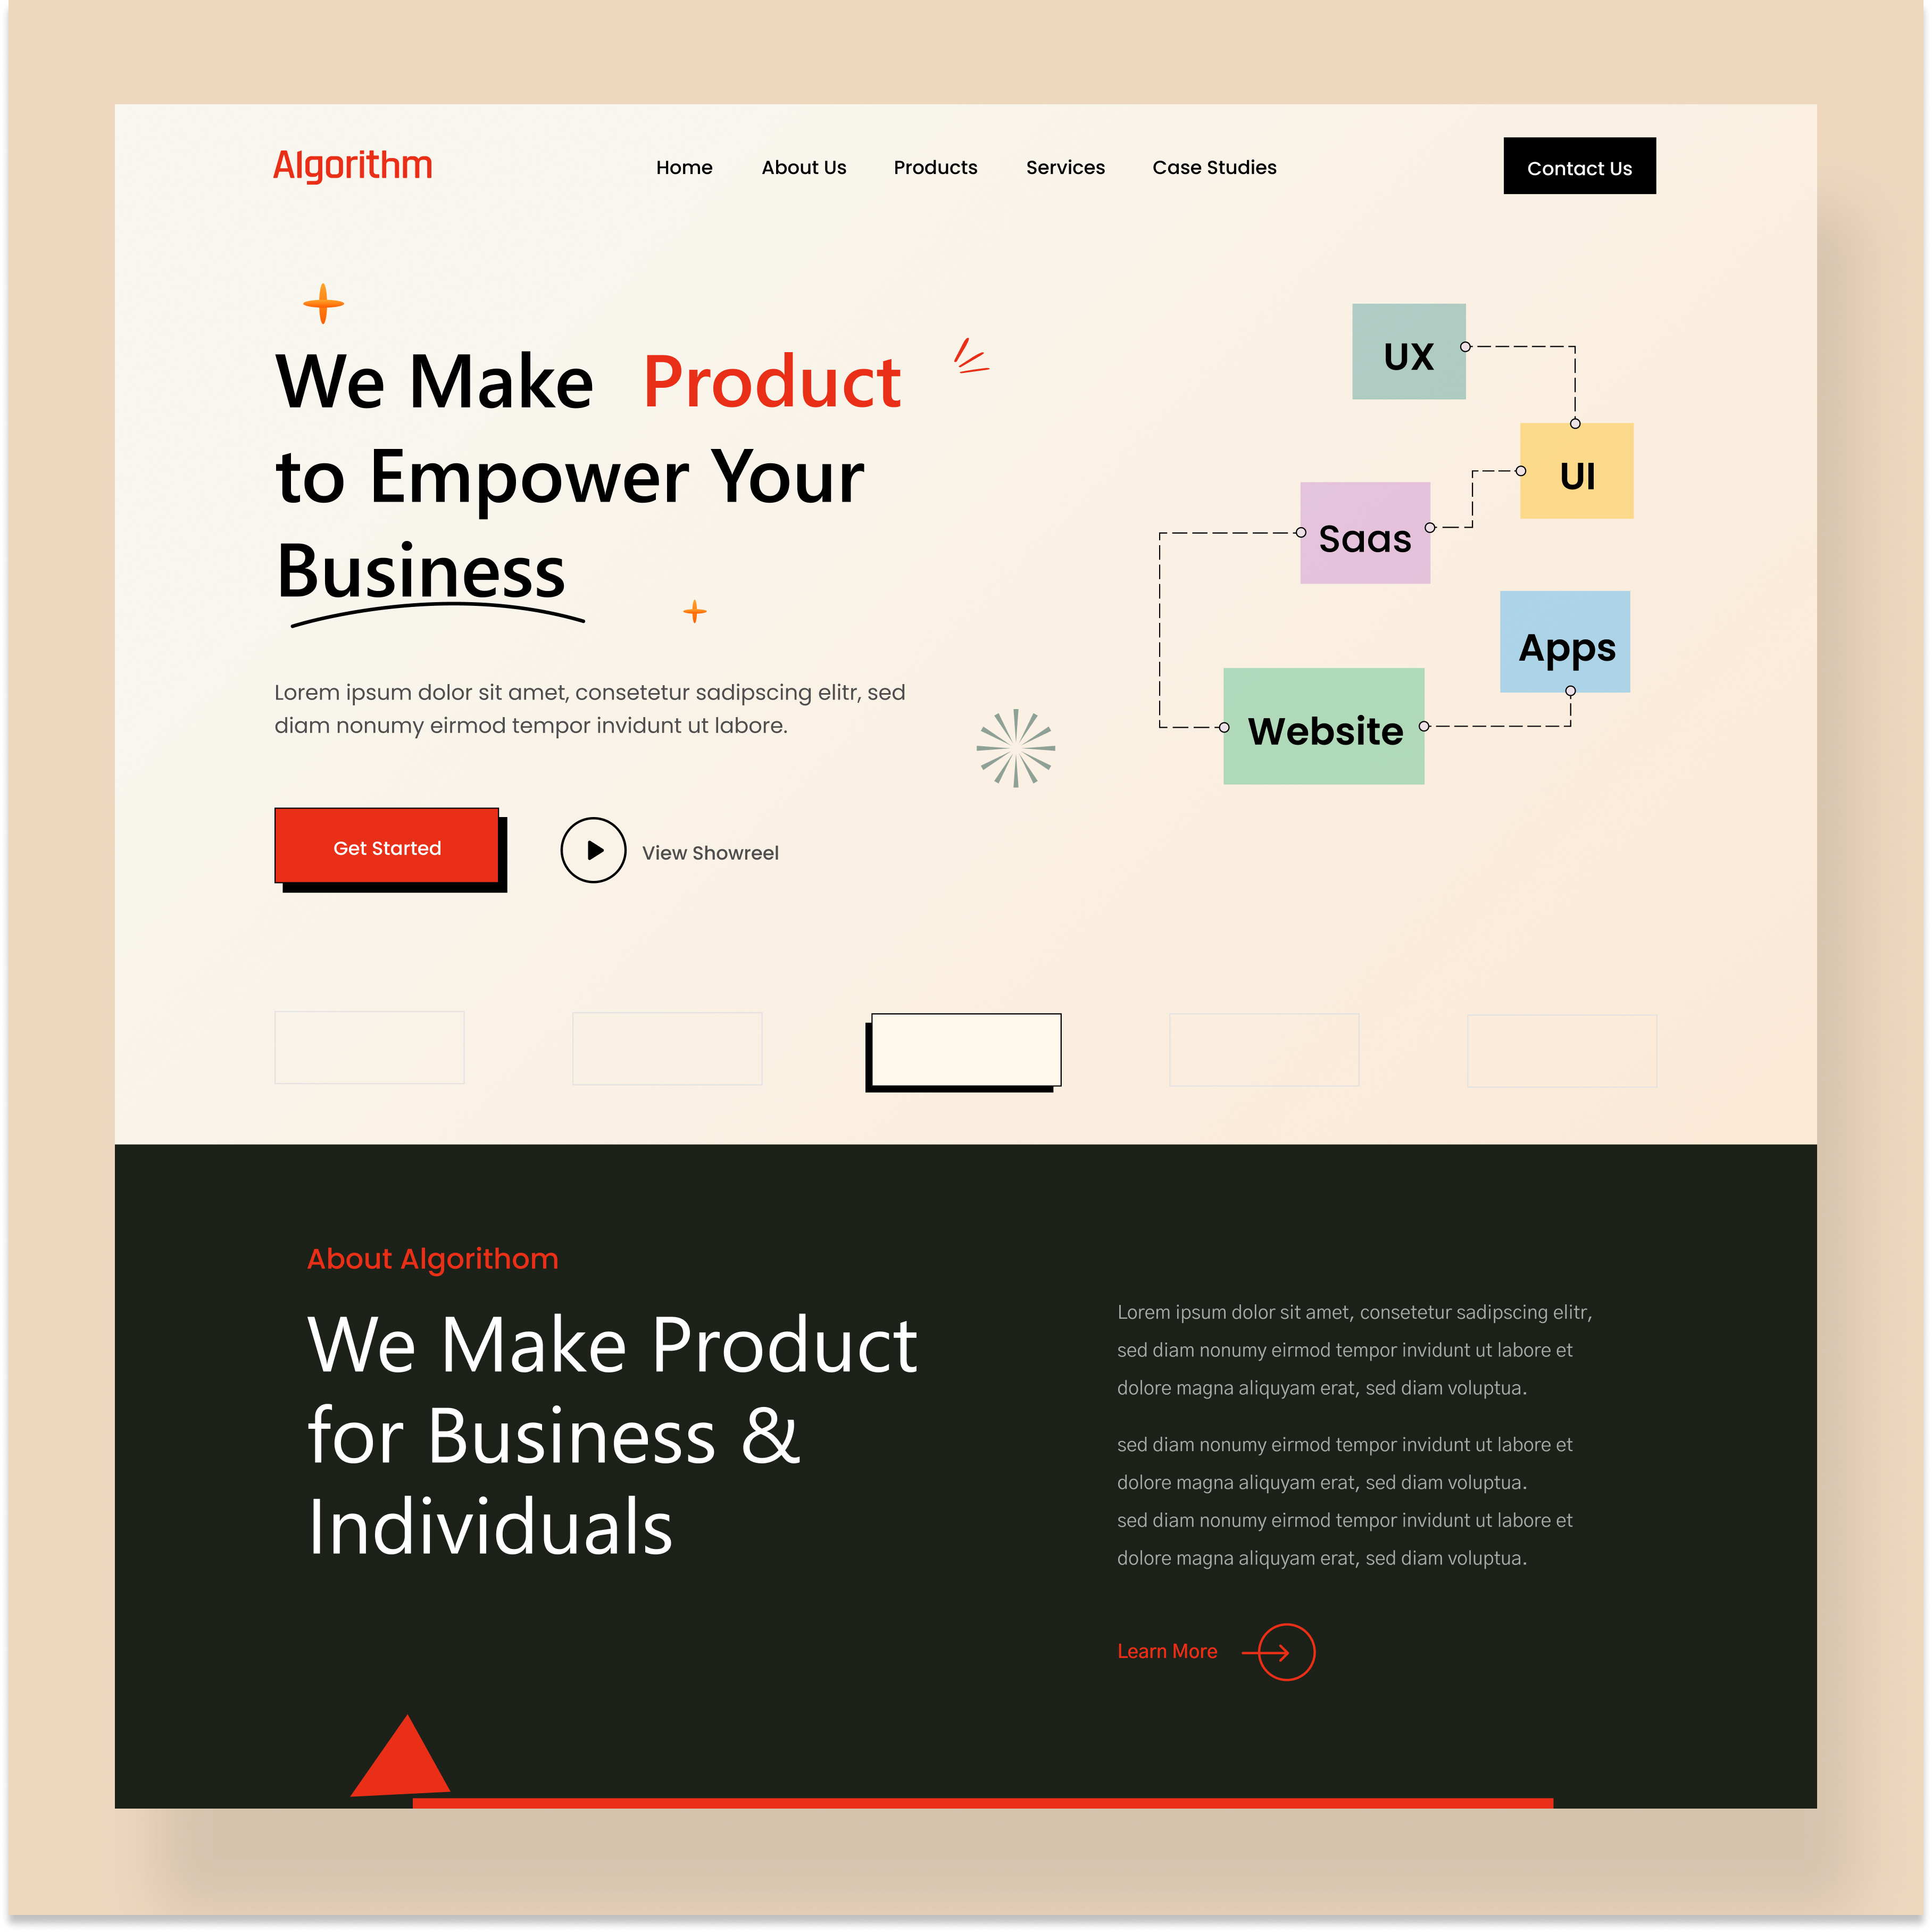 Algorithm
Home About Us Products Services Case Studies
Contact Us
We Make Product
to Empower Your
Business
Lorem ipsum dolor sit amet, consetetur sadipscing elitr, sed
diam nonumy eirmod tempor invidunt ut labore.
Get Started
View Showreel
UX
UI
Saas
Apps
Website
About Algorithom
We Make Product
for Business &
Individuals
Lorem ipsum dolor sit amet, consetetur sadipscing elitr,
sed diam nonumy eirmod tempor invidunt ut labore et
dolore magna aliquyam erat, sed diam voluptua.
sed diam nonumy eirmod tempor invidunt ut labore et
dolore magna aliquyam erat, sed diam voluptua.
sed diam nonumy eirmod tempor invidunt ut labore et
dolore magna aliquyam erat, sed diam voluptua.
Learn More